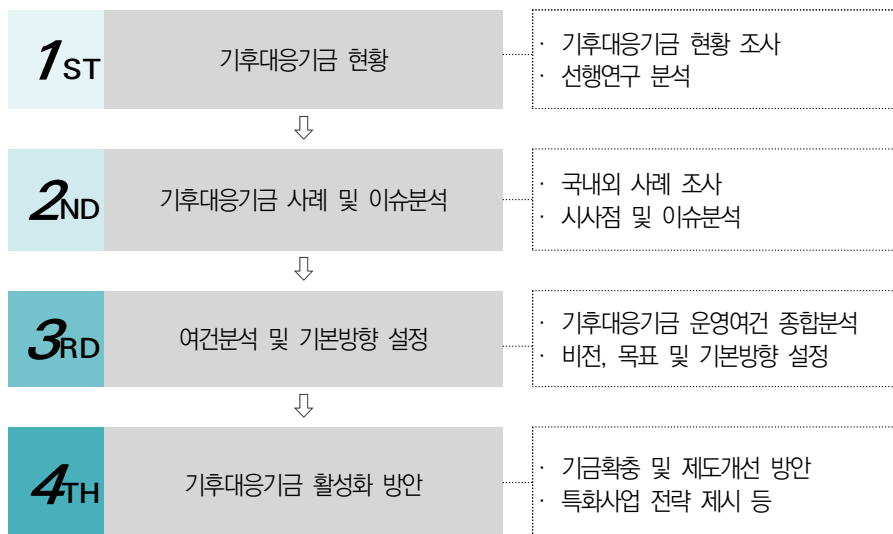 1ST
기후대응기금 현황
· 기후대응기금 현황 조사
· 선행연구 분석
⇩
2ND
기후대응기금 사례 및 이슈분석
· 국내외 사례 조사
· 시사점 및 이슈분석
⇩
3RD
여건분석 및 기본방향 설정
· 기후대응기금 운영여건 종합분석
· 비전, 목표 및 기본방향 설정
⇩
4TH
기후대응기금 활성화 방안
· 기금확충 및 제도개선 방안
· 특화사업 전략 제시 등